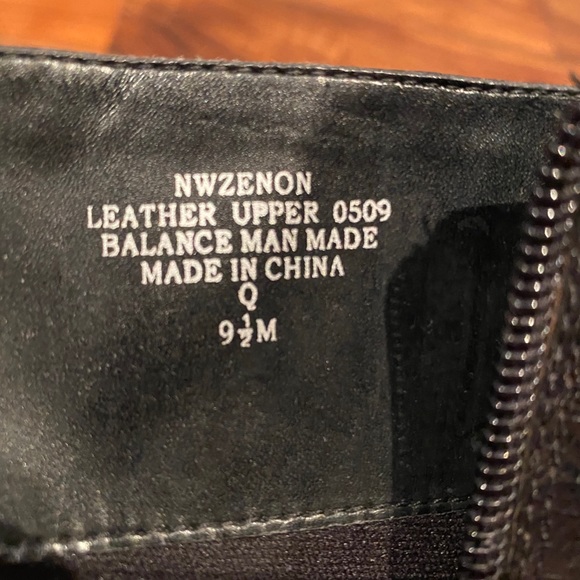 NWZENON
LEATHER UPPER 0509
BALANCE MAN MADE
MADE IN CHINA
Q
9½M